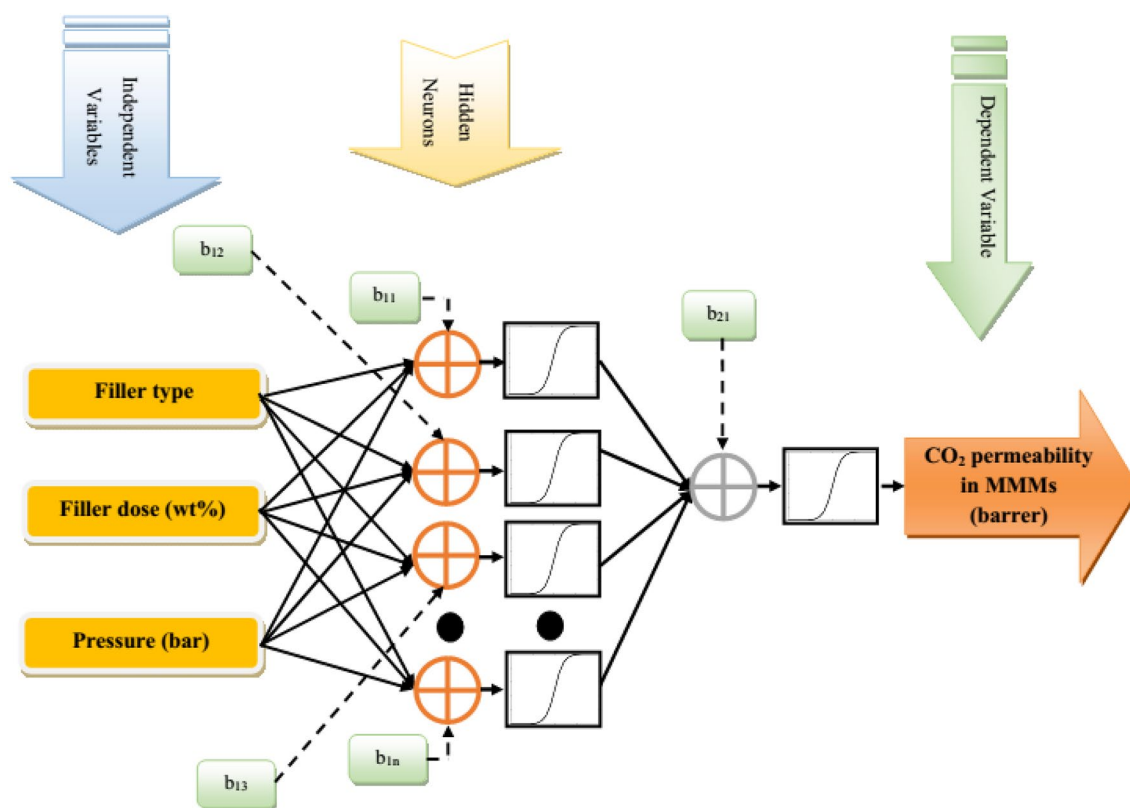 Independent
Variables
Hidden
Neurons
Dependent Variable
b₁₂
b₁₁
b₂₁
Filler type
Filler dose (wt%)
Pressure (bar)
CO₂ permeability
in MMMs
(barrer)
b₁₃
b₁ₙ